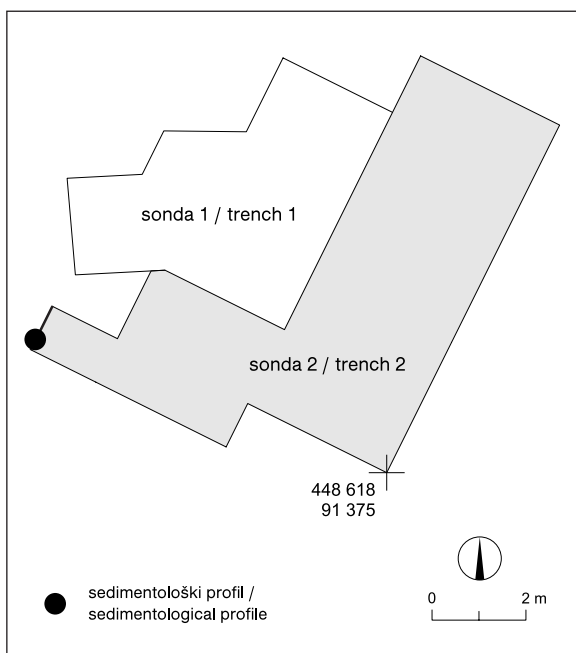 sonda 1 / trench 1
sonda 2 / trench 2
448 618
91 375
sedimentološki profil /
sedimentological profile
0 2 m